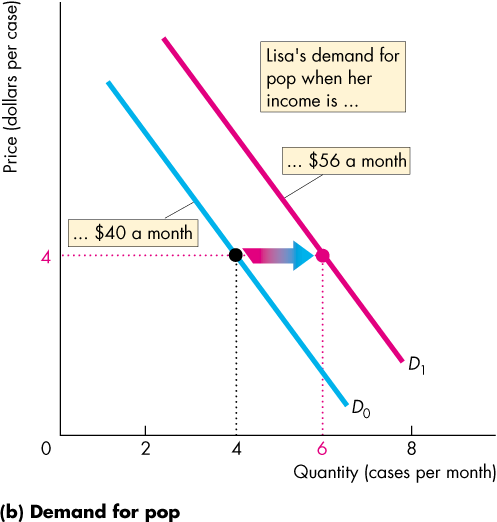 Price (dollars per case)
Lisa's demand for
pop when her
income is ...
... $56 a month
... $40 a month
4
D1
D0
0
2
4
6
8
Quantity (cases per month)
(b) Demand for pop